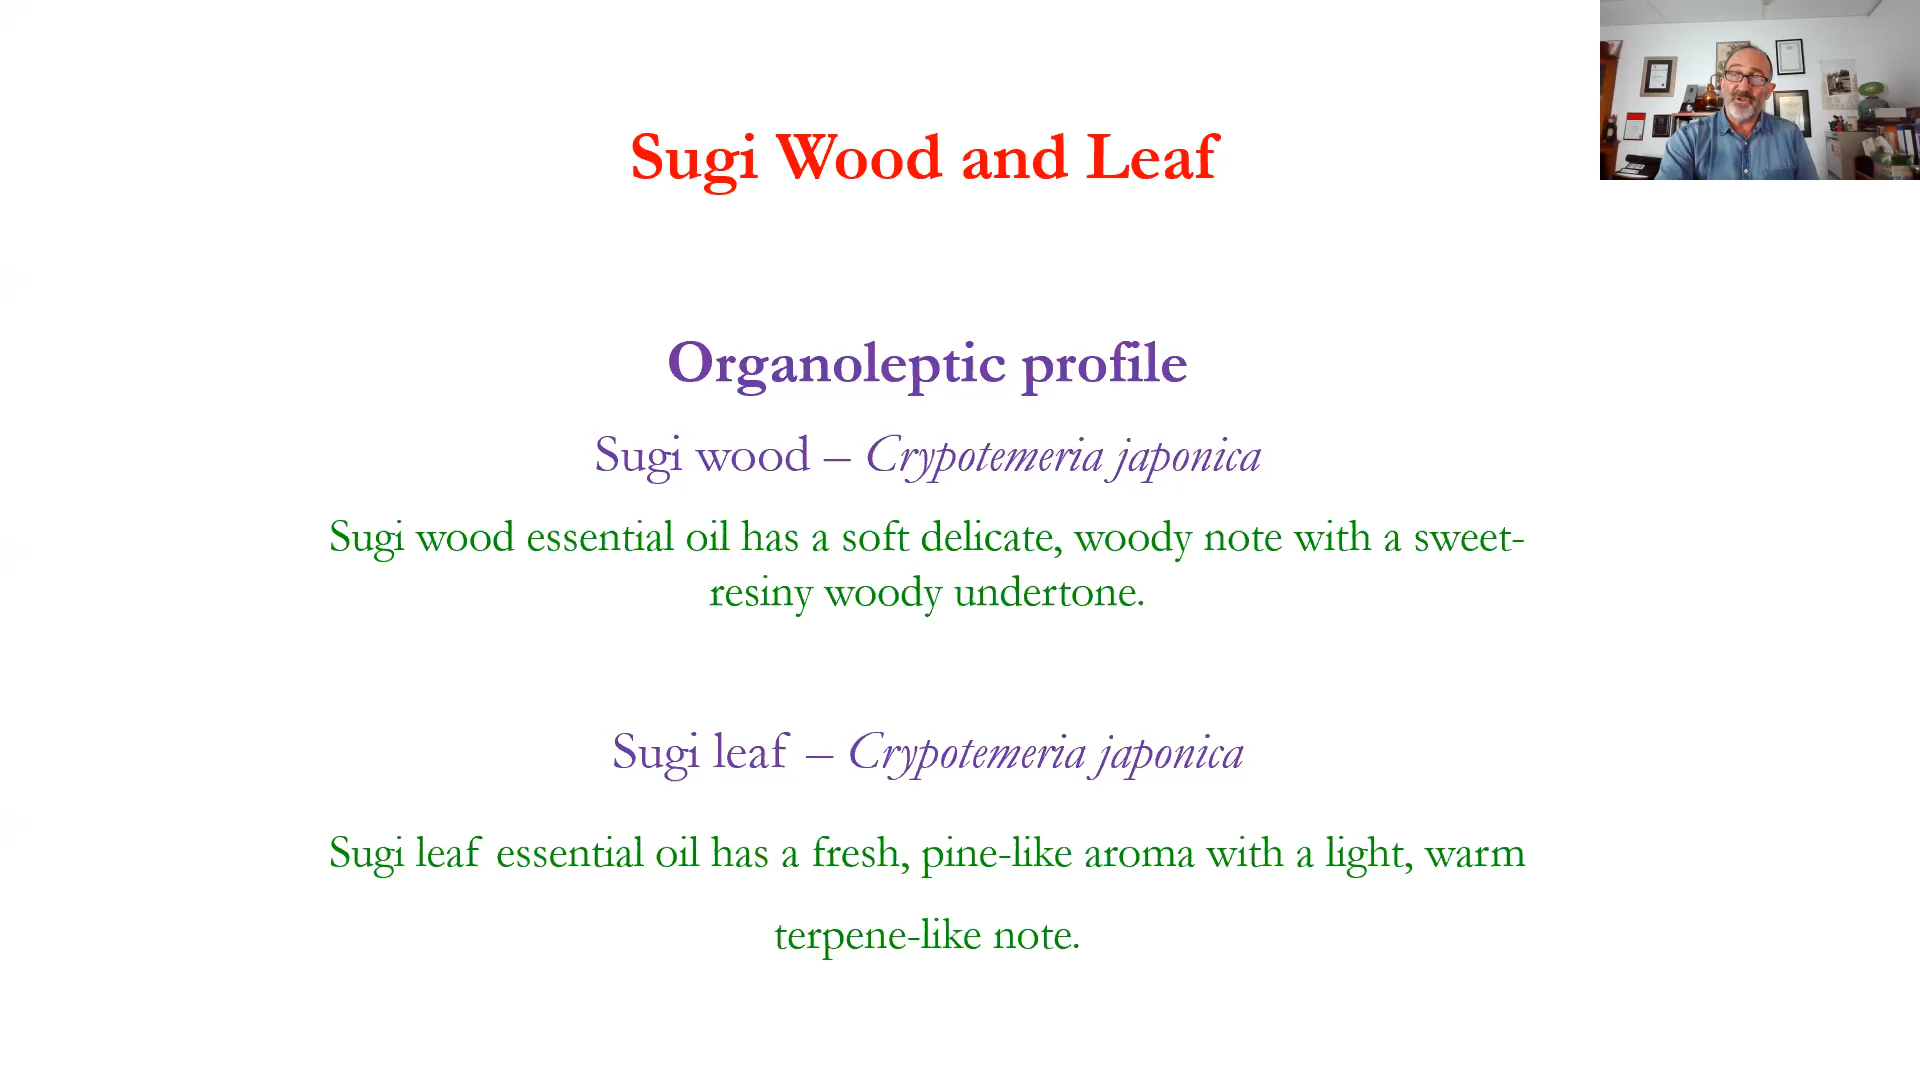 Sugi Wood and Leaf
Organoleptic profile
Sugi wood – Crypotemeria japonica
Sugi wood essential oil has a soft delicate, woody note with a sweet-
resiny woody undertone.
Sugi leaf – Crypotemeria japonica
Sugi leaf essential oil has a fresh, pine-like aroma with a light, warm
terpene-like note.